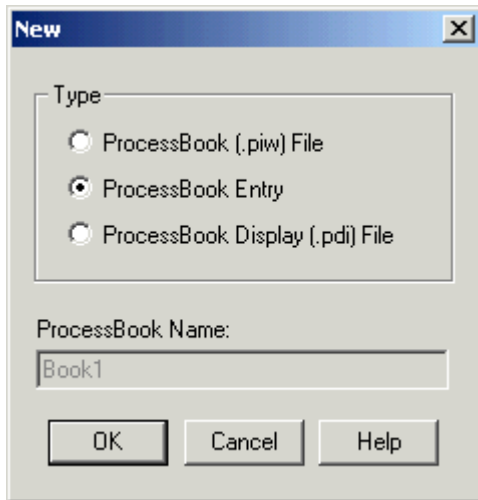 New
Type
ProcessBook (.piw) File
ProcessBook Entry
ProcessBook Display (.pdi) File
ProcessBook Name:
Book1
OK Cancel Help